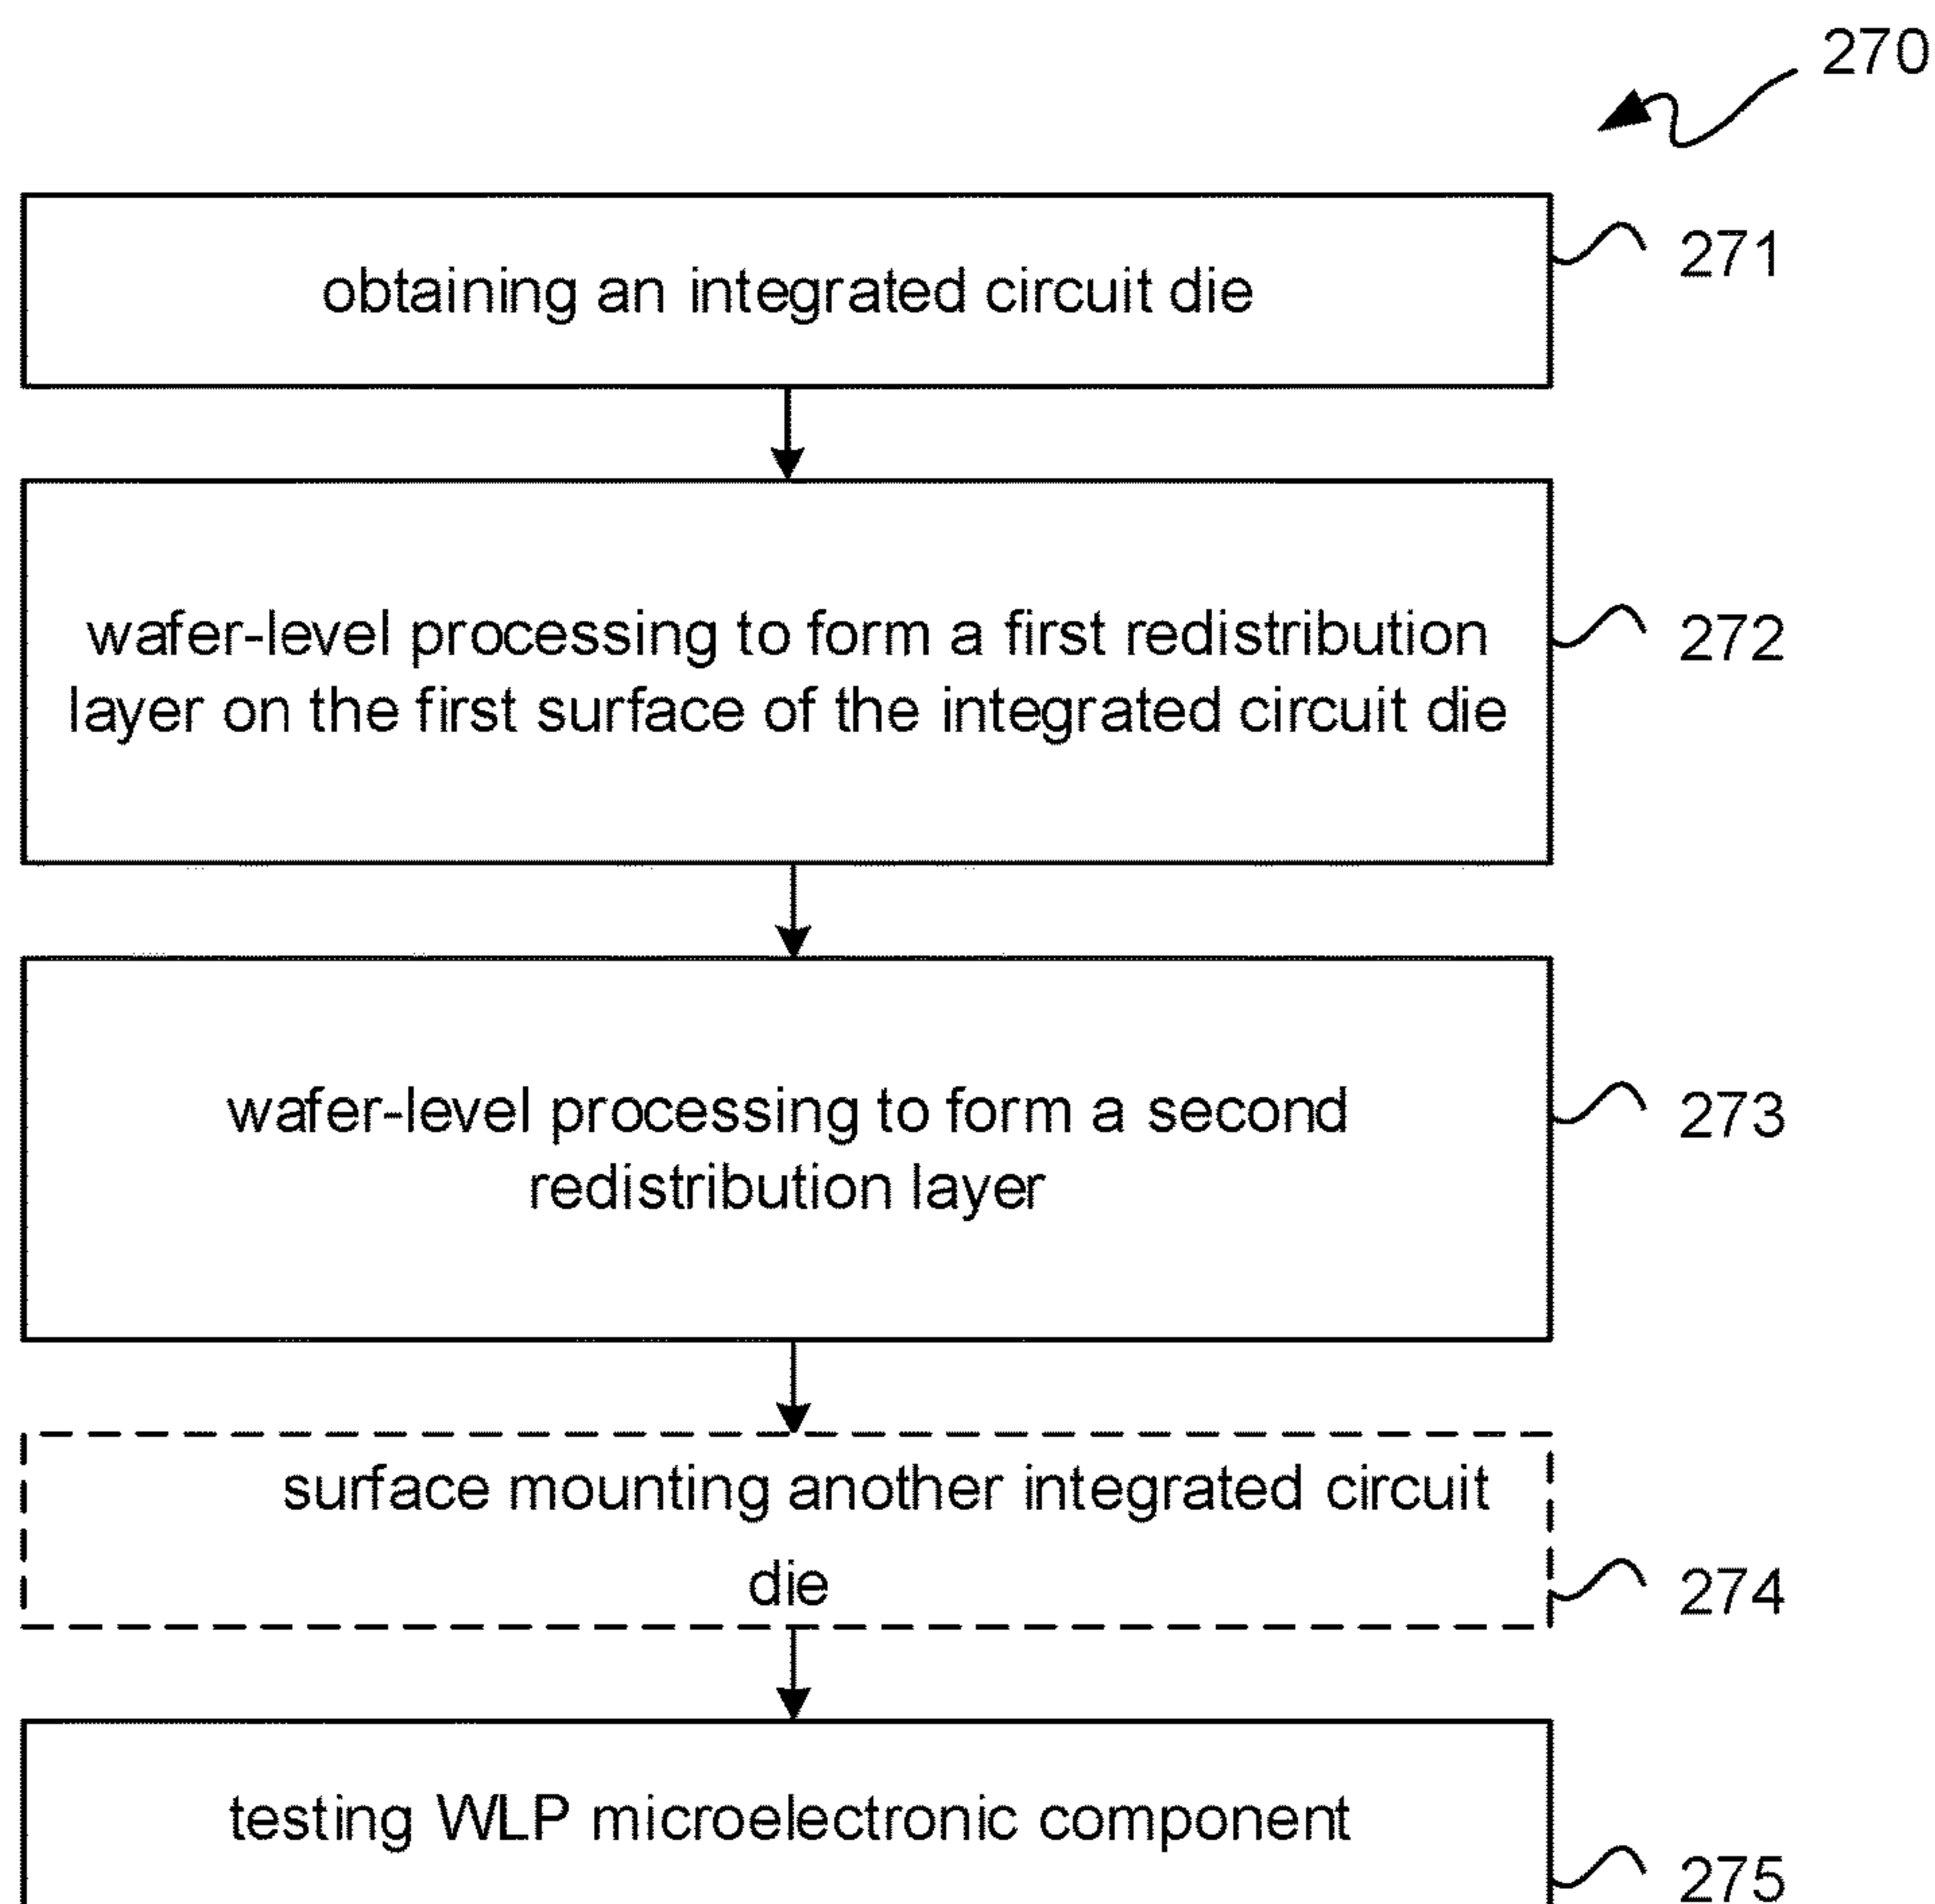 270
obtaining an integrated circuit die
271
wafer-level processing to form a first redistribution
layer on the first surface of the integrated circuit die
272
wafer-level processing to form a second
redistribution layer
273
surface mounting another integrated circuit
die
274
testing WLP microelectronic component
275